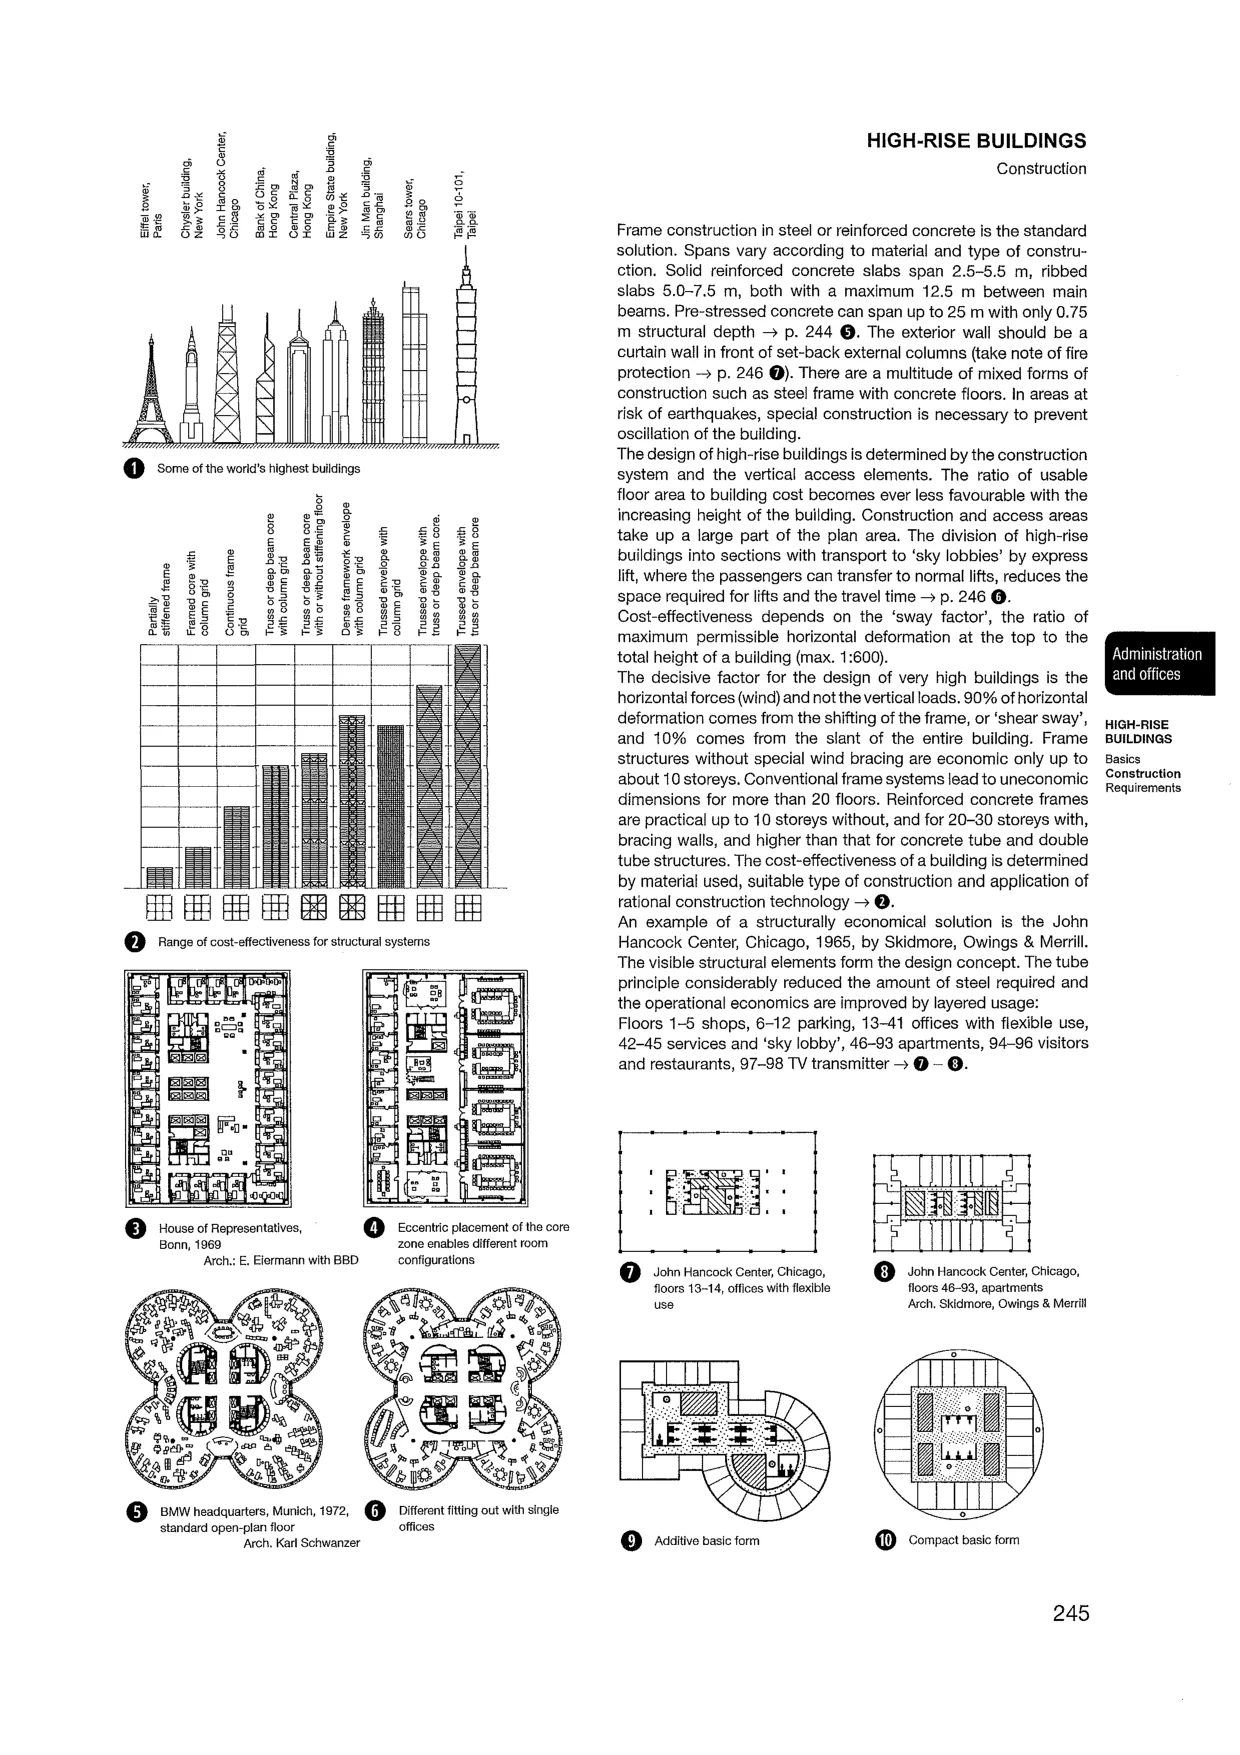 HIGH-RISE BUILDINGS
Construction
Eiffel tower,
Paris
Chysler building,
New York
John Hancock Center,
Chicago
Bank of China,
Hong Kong
Central Plaza,
Hong Kong
Empire State building,
New York
Jin Man building,
Shanghai
Sears tower,
Chicago
Taipei 10-101,
Taipei
1 Some of the world's highest buildings
Partially
stiffened frame
Framed core with
column grid
Continuous frame
grid
Truss or deep beam core
with column grid
Truss or deep beam core
with or without stiffening floor
Dense framework envelope
with column grid
Trussed envelope with
column grid
Trussed envelope with
truss or deep beam core.
Trussed envelope with
truss or deep beam core
2 Range of cost-effectiveness for structural systems
3 House of Representatives,
Bonn, 1969
Arch.: E. Eiermann with BBD
4 Eccentric placement of the core
zone enables different room
configurations
5 BMW headquarters, Munich, 1972,
standard open-plan floor
Arch. Karl Schwanzer
6 Different fitting out with single
offices
Frame construction in steel or reinforced concrete is the standard
solution. Spans vary according to material and type of constru-
ction. Solid reinforced concrete slabs span 2.5–5.5 m, ribbed
slabs 5.0–7.5 m, both with a maximum 12.5 m between main
beams. Pre-stressed concrete can span up to 25 m with only 0.75
m structural depth → p. 244 5. The exterior wall should be a
curtain wall in front of set-back external columns (take note of fire
protection → p. 246 7). There are a multitude of mixed forms of
construction such as steel frame with concrete floors. In areas at
risk of earthquakes, special construction is necessary to prevent
oscillation of the building.
The design of high-rise buildings is determined by the construction
system and the vertical access elements. The ratio of usable
floor area to building cost becomes ever less favourable with the
increasing height of the building. Construction and access areas
take up a large part of the plan area. The division of high-rise
buildings into sections with transport to ‘sky lobbies’ by express
lift, where the passengers can transfer to normal lifts, reduces the
space required for lifts and the travel time → p. 246 6.
Cost-effectiveness depends on the ‘sway factor’, the ratio of
maximum permissible horizontal deformation at the top to the
total height of a building (max. 1:600).
The decisive factor for the design of very high buildings is the
horizontal forces (wind) and not the vertical loads. 90% of horizontal
deformation comes from the shifting of the frame, or ‘shear sway’,
and 10% comes from the slant of the entire building. Frame
structures without special wind bracing are economic only up to
about 10 storeys. Conventional frame systems lead to uneconomic
dimensions for more than 20 floors. Reinforced concrete frames
are practical up to 10 storeys without, and for 20–30 storeys with,
bracing walls, and higher than that for concrete tube and double
tube structures. The cost-effectiveness of a building is determined
by material used, suitable type of construction and application of
rational construction technology → 2.
An example of a structurally economical solution is the John
Hancock Center, Chicago, 1965, by Skidmore, Owings & Merrill.
The visible structural elements form the design concept. The tube
principle considerably reduced the amount of steel required and
the operational economics are improved by layered usage:
Floors 1–5 shops, 6–12 parking, 13–41 offices with flexible use,
42–45 services and ‘sky lobby’, 46–93 apartments, 94–96 visitors
and restaurants, 97–98 TV transmitter → 7 – 8.
7 John Hancock Center, Chicago,
floors 13–14, offices with flexible
use
8 John Hancock Center, Chicago,
floors 46–93, apartments
Arch. Skidmore, Owings & Merrill
9 Additive basic form
10 Compact basic form
Administration
and offices
HIGH-RISE
BUILDINGS
Basics
Construction
Requirements
245